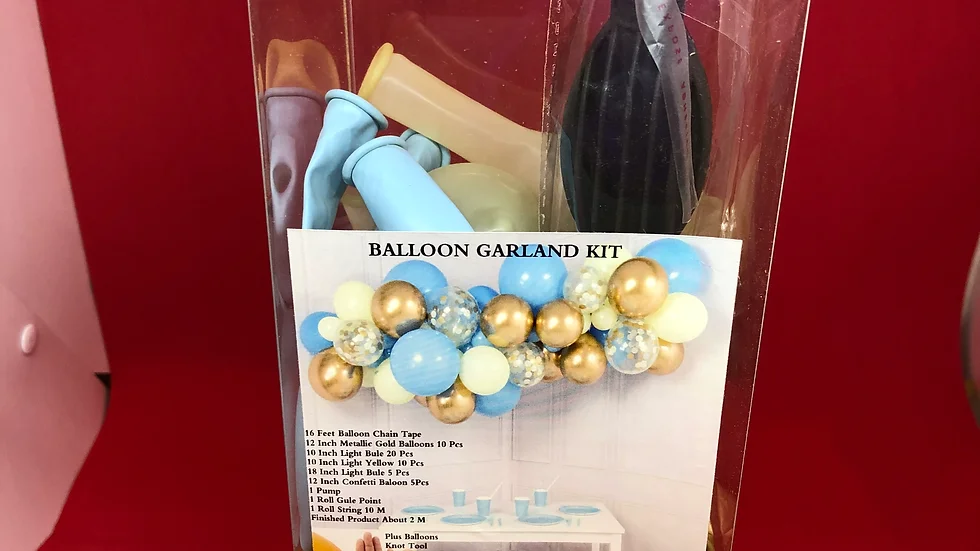 BALLOON GARLAND KIT
16 Feet Balloon Chain Tape
12 Inch Metallic Gold Balloons 10 Pcs
10 Inch Light Bule 20 Pcs
10 Inch Light Yellow 10 Pcs
18 Inch Light Bule 5 Pcs
12 Inch Confetti Baloon 5Pcs
1 Pump
1 Roll Gule Point
1 Roll String 10 M
Finished Product About 2 M
Plus Balloons
Knot Tool